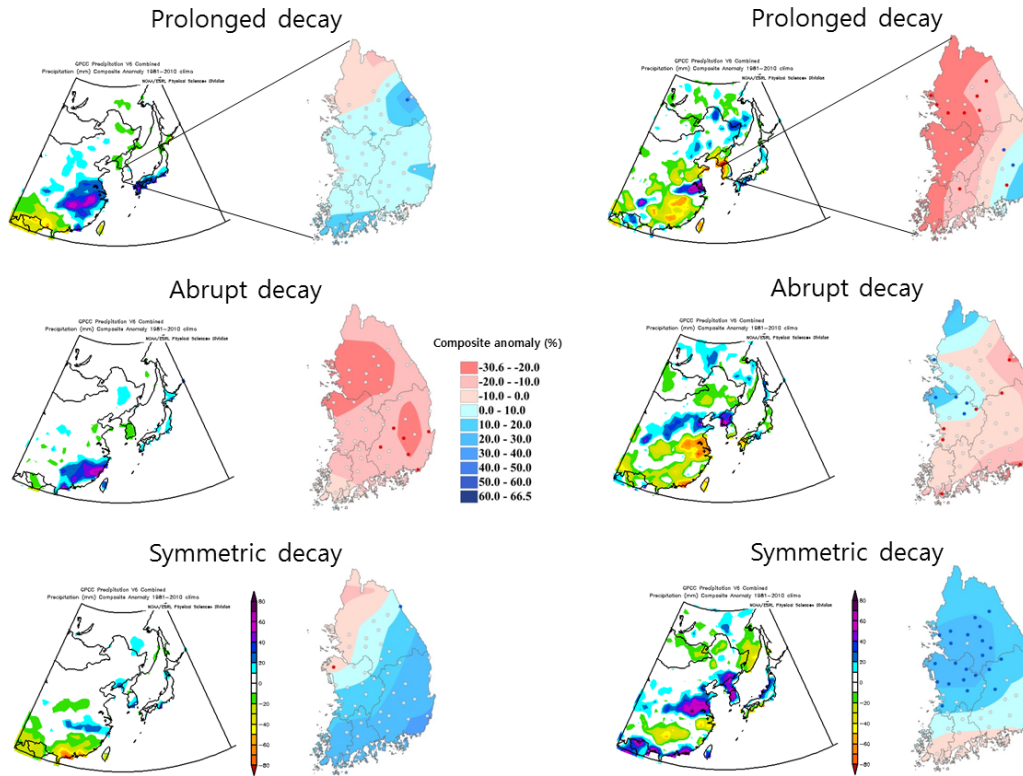 Prolonged decay
GPCC Precipitation V6 Combined
Precipitation (mm) Composite Anomaly 1981-2010 climo
NOAA/ESRL Physical Sciences Division
Prolonged decay
GPCC Precipitation V6 Combined
Precipitation (mm) Composite Anomaly 1981-2010 climo
NOAA/ESRL Physical Sciences Division
Abrupt decay
GPCC Precipitation V6 Combined
Precipitation (mm) Composite Anomaly 1981-2010 climo
NOAA/ESRL Physical Sciences Division
Composite anomaly (%)
-30.6 - -20.0
-20.0 - -10.0
-10.0 - 0.0
0.0 - 10.0
10.0 - 20.0
20.0 - 30.0
30.0 - 40.0
40.0 - 50.0
50.0 - 60.0
60.0 - 66.5
Abrupt decay
GPCC Precipitation V6 Combined
Precipitation (mm) Composite Anomaly 1981-2010 climo
NOAA/ESRL Physical Sciences Division
Symmetric decay
GPCC Precipitation V6 Combined
Precipitation (mm) Composite Anomaly 1981-2010 climo
NOAA/ESRL Physical Sciences Division
80
60
40
20
0
-20
-40
-60
-80
Symmetric decay
GPCC Precipitation V6 Combined
Precipitation (mm) Composite Anomaly 1981-2010 climo
NOAA/ESRL Physical Sciences Division
80
60
40
20
0
-20
-40
-60
-80